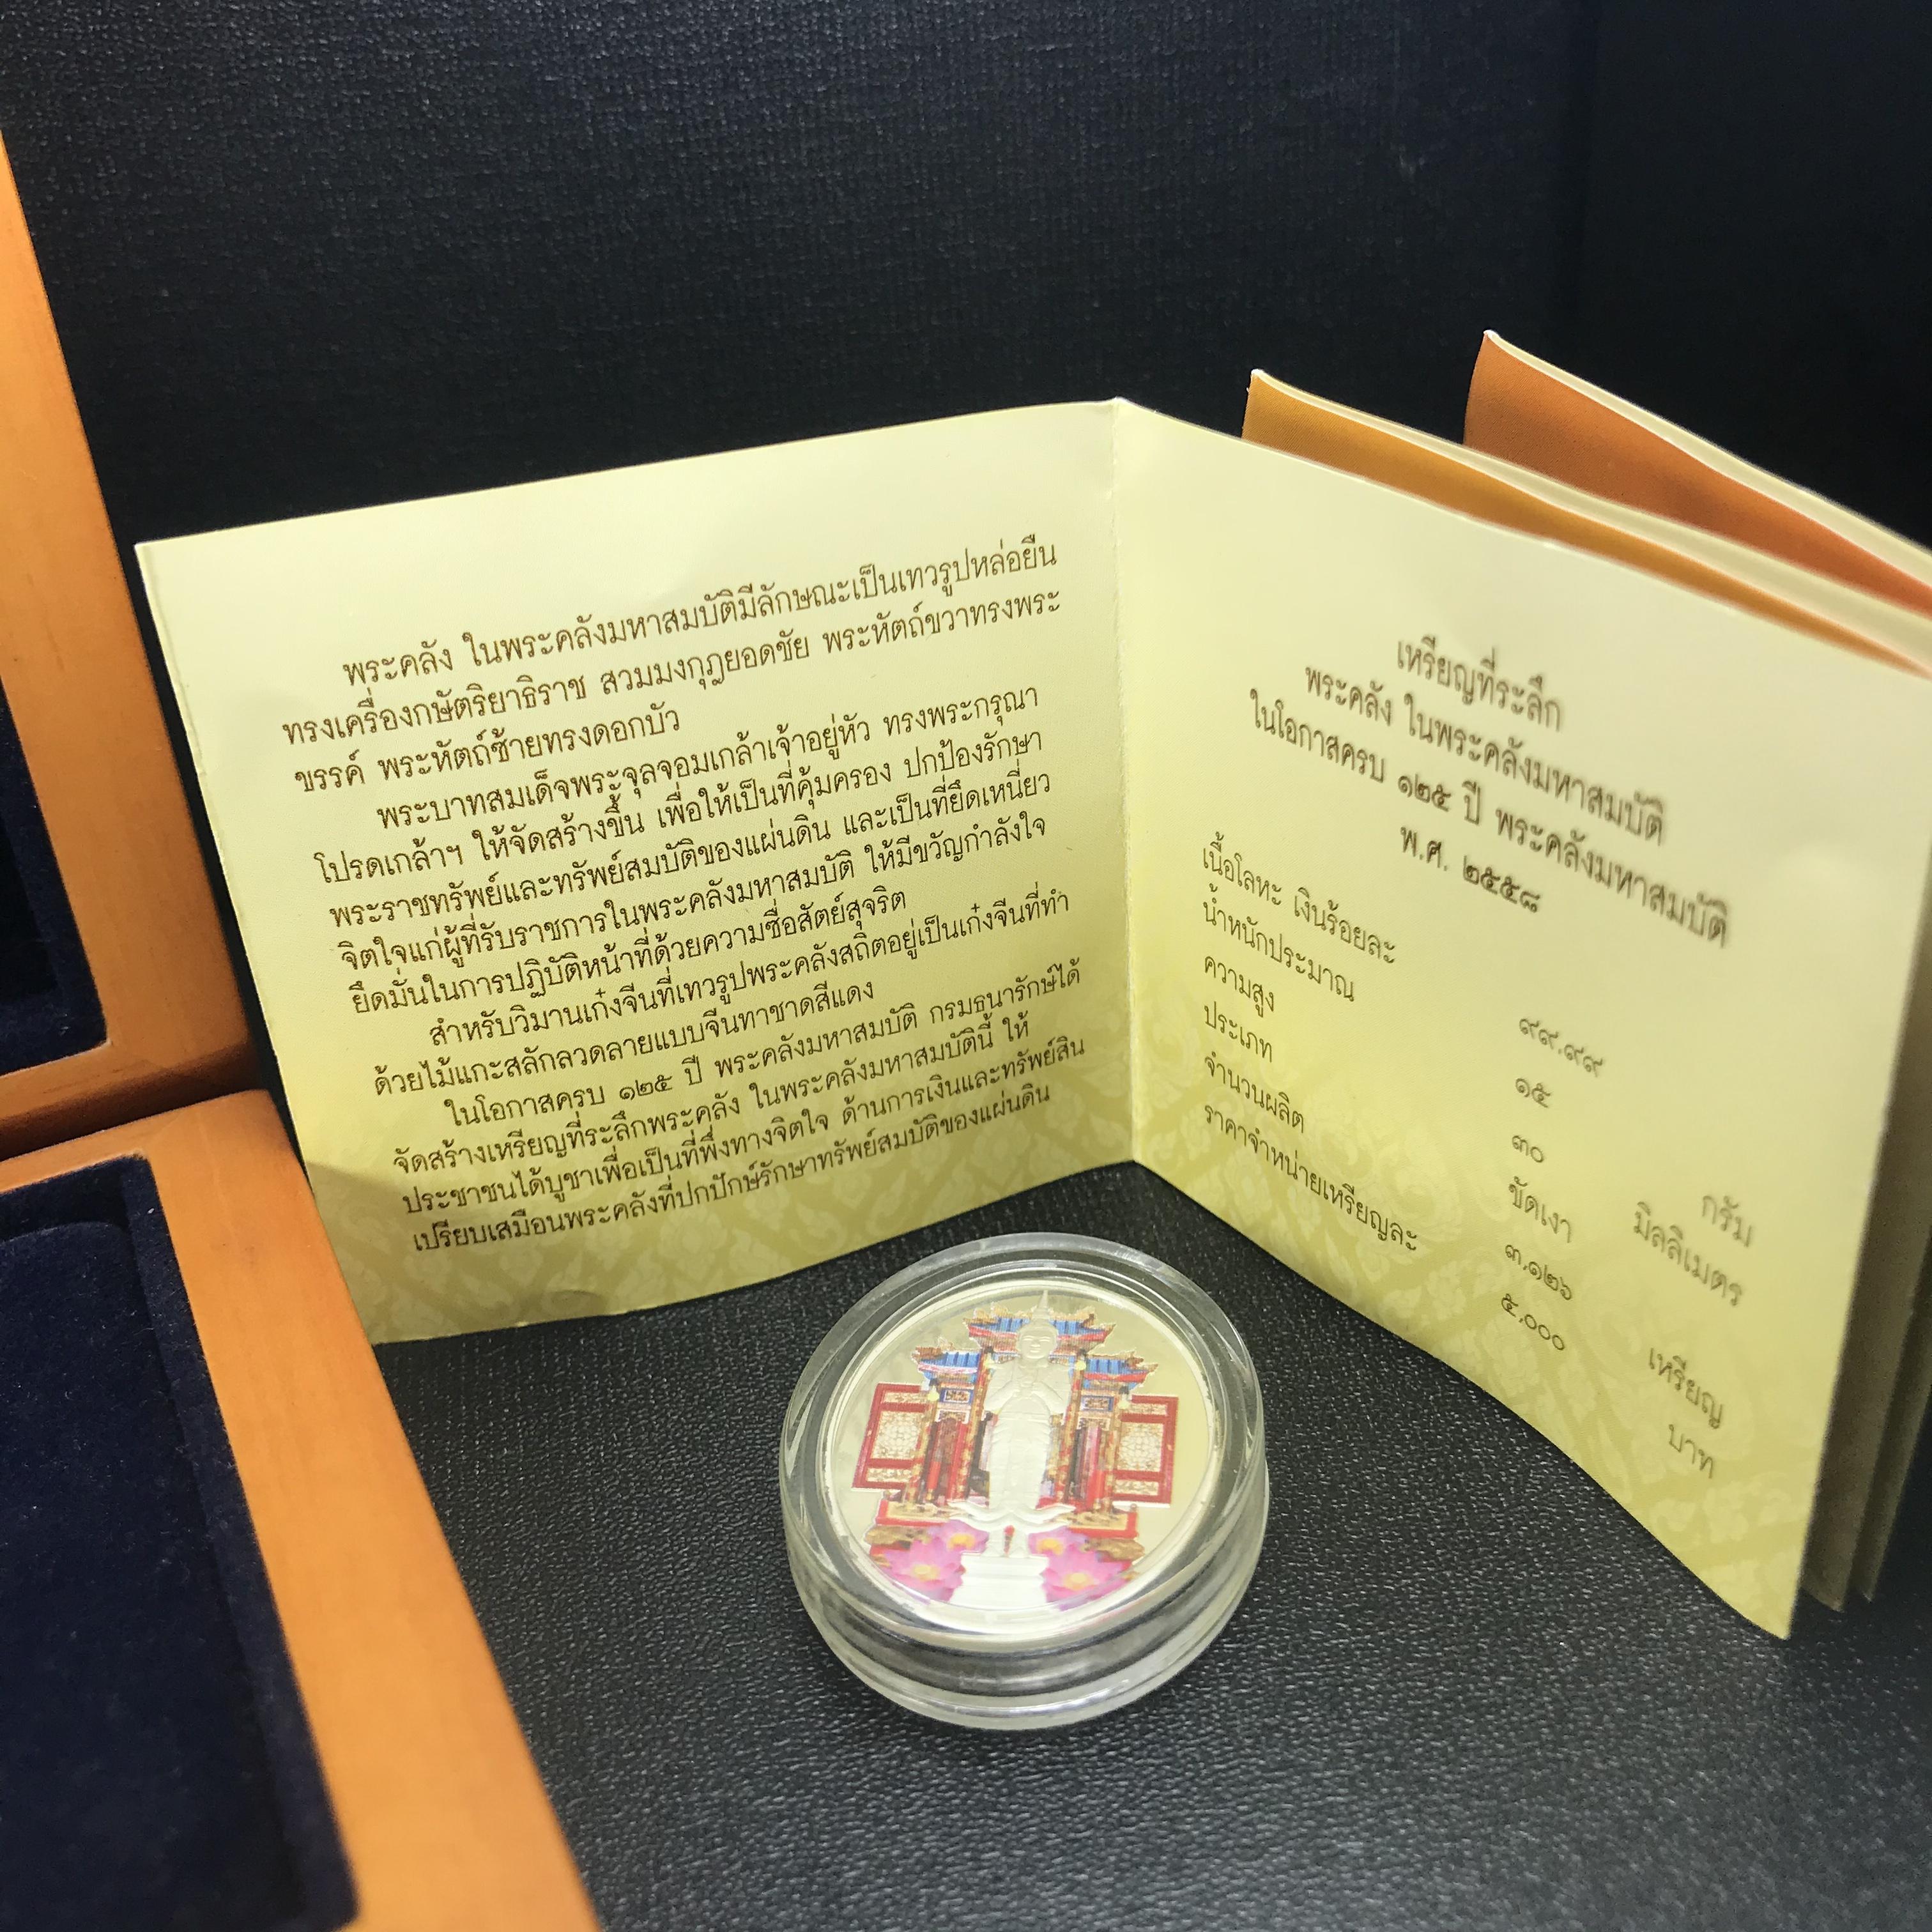 พระคลัง ในพระคลังมหาสมบัติมีลักษณะเป็นเทวรูปหล่อยืน
ทรงเครื่องกษัตริยาธิราช สวมมงกุฎยอดชัย พระหัตถ์ขวาทรงพระ
ขรรค์ พระหัตถ์ซ้ายทรงดอกบัว
พระบาทสมเด็จพระจุลจอมเกล้าเจ้าอยู่หัว ทรงพระกรุณา
โปรดเกล้าฯ ให้จัดสร้างขึ้น เพื่อให้เป็นที่คุ้มครอง ปกป้องรักษา
พระราชทรัพย์และทรัพย์สมบัติของแผ่นดิน และเป็นที่ยึดเหนี่ยว
จิตใจแก่ผู้ที่รับราชการในพระคลังมหาสมบัติ ให้มีขวัญกำลังใจ
ยึดมั่นในการปฏิบัติหน้าที่ด้วยความซื่อสัตย์สุจริต
สำหรับวิมานเก๋งจีนที่เทวรูปพระคลังสถิตอยู่เป็นเก๋งจีนที่ทำ
ด้วยไม้แกะสลักลวดลายแบบจีนทาชาดสีแดง
ในโอกาสครบ ๑๒๕ ปี พระคลังมหาสมบัติ กรมธนารักษ์ได้
จัดสร้างเหรียญที่ระลึกพระคลัง ในพระคลังมหาสมบัตินี้ ให้
ประชาชนได้บูชาเพื่อเป็นที่พึ่งทางจิตใจ ด้านการเงินและทรัพย์สิน
เปรียบเสมือนพระคลังที่ปกปักษ์รักษาทรัพย์สมบัติของแผ่นดิน
เหรียญที่ระลึก
พระคลัง ในพระคลังมหาสมบัติ
ในโอกาสครบ ๑๒๕ ปี พระคลังมหาสมบัติ
พ.ศ. ๒๕๕๘
เนื้อโลหะ เงินร้อยละ ๙๙.๙๙
น้ำหนักประมาณ ๑๕ กรัม
ความสูง ๓๐ มิลลิเมตร
ประเภท ขัดเงา
จำนวนผลิต ๓,๑๒๖ เหรียญ
ราคาจำหน่ายเหรียญละ ๕,๐๐๐ บาท